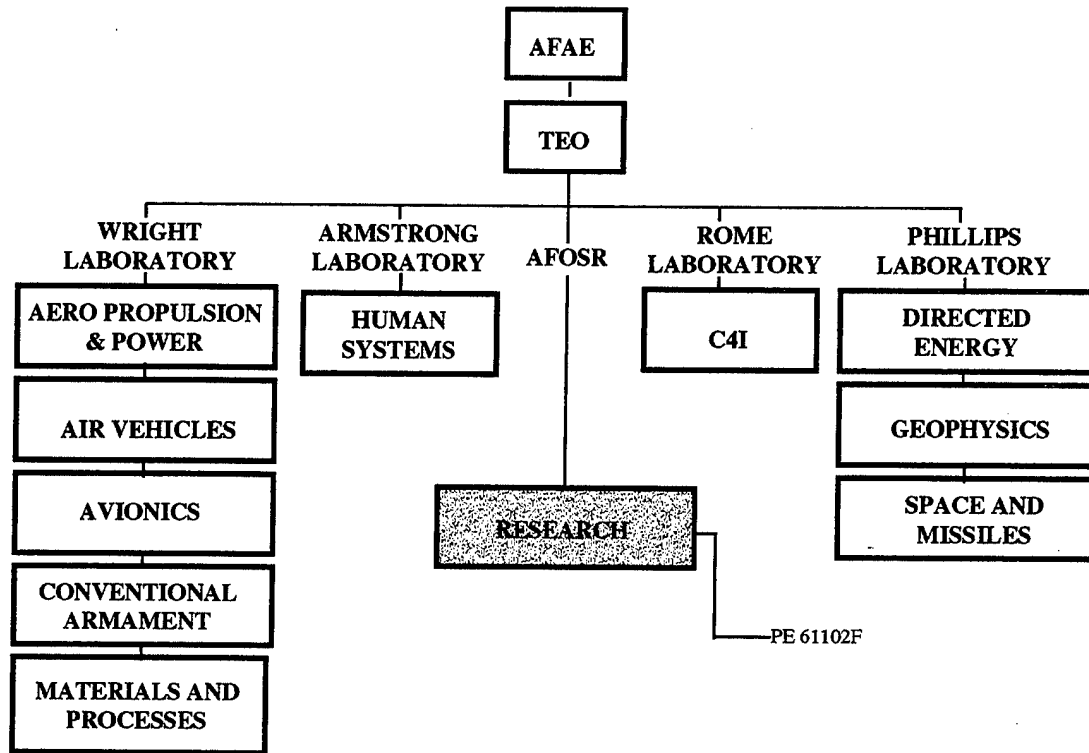 AFAE
TEO
WRIGHT
LABORATORY
AERO PROPULSION
& POWER
AIR VEHICLES
AVIONICS
CONVENTIONAL
ARMAMENT
MATERIALS AND
PROCESSES
ARMSTRONG
LABORATORY
HUMAN
SYSTEMS
AFOSR
RESEARCH
PE 61102F
ROME
LABORATORY
C4I
PHILLIPS
LABORATORY
DIRECTED
ENERGY
GEOPHYSICS
SPACE AND
MISSILES